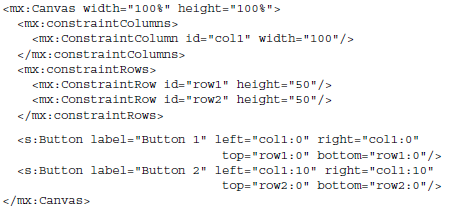 <mx:Canvas width="100%" height="100%">
  <mx:constraintColumns>
    <mx:ConstraintColumn id="col1" width="100"/>
  </mx:constraintColumns>
  <mx:constraintRows>
    <mx:ConstraintRow id="row1" height="50"/>
    <mx:ConstraintRow id="row2" height="50"/>
  </mx:constraintRows>
  <s:Button label="Button 1" left="col1:0" right="col1:0"
                             top="row1:0" bottom="row1:0"/>
  <s:Button label="Button 2" left="col1:10" right="col1:10"
                             top="row2:0" bottom="row2:0"/>
</mx:Canvas>